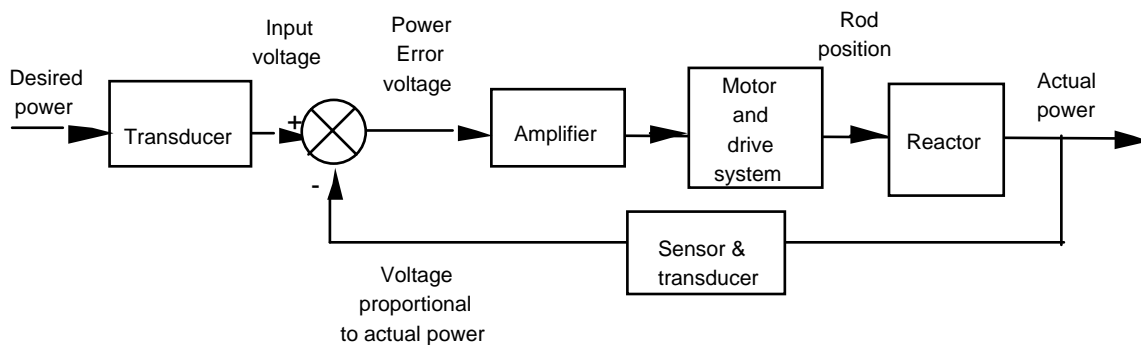 Desired
power
Transducer
Input
voltage
+
-
Power
Error
voltage
Amplifier
Motor
and
drive
system
Rod
position
Reactor
Actual
power
Sensor &
transducer
Voltage
proportional
to actual power